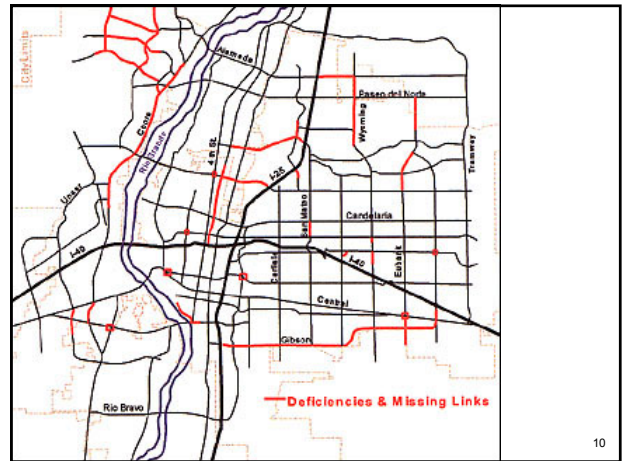 City Limits
Alameda
Paseo del Norte
Coors
Rio Grande
4th St.
Wyoming
Tramway
I-25
Unser
San Mateo
Candelaria
I-40
I-40
Carlisle
Eubank
Central
Gibson
Rio Bravo
Deficiencies & Missing Links
10